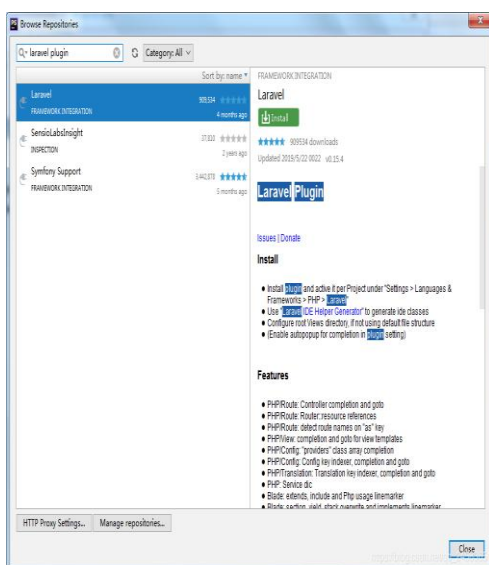 Browse Repositories
laravel plugin
Category: All
Sort by: name
Laravel
909,534
FRAMEWORK INTEGRATION
4 months ago
SensioLabsInsight
INSPECTION
2 years ago
Symfony Support
FRAMEWORK INTEGRATION
5 months ago
FRAMEWORK INTEGRATION
Laravel
Install
909534 downloads
Updated 2019/5/22 0022 v0.15.4
Laravel Plugin
Issues | Donate
Install
Install plugin and active it per Project under "Settings > Languages &
Frameworks > PHP > Laravel"
Use "Laravel IDE Helper Generator" to generate ide classes
Configure root Views directory, if not using default file structure
(Enable autopopup for completion in plugin setting)
Features
PHP/Route: Controller completion and goto
PHP/Route: Router::resource references
PHP/Route: detect route names on "as" key
PHP/View: completion and goto for view templates
PHP/Config: "providers" class array completion
PHP/Config: Config key indexer, completion and goto
PHP/Translation: Translation key indexer, completion and goto
PHP: Service dic
Blade: extends, include and Php usage linemarker
Blade: section, yield, stack overwrite and implements linemarker
HTTP Proxy Settings...
Manage repositories...
Close